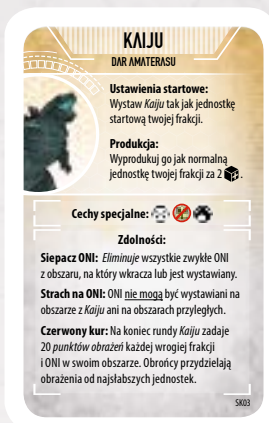 KAIJU
DAR AMATERASU
Ustawienia startowe:
Wystaw Kaiju tak jak jednostkę
startową twojej frakcji.
Produkcja:
Wyprodukuj go jak normalną
jednostkę twojej frakcji za 2 .
Cechy specjalne:
Zdolności:
Siepacz ONI: Eliminuje wszystkie zwykłe ONI
z obszaru, na który wkracza lub jest wystawiany.
Strach na ONI: ONI nie mogą być wystawiani na
obszarze z Kaiju ani na obszarach przyległych.
Czerwony kur: Na koniec rundy Kaiju zadaje
20 punktów obrażeń każdej wrogiej frakcji
i ONI w swoim obszarze. Obrońcy przydzielają
obrażenia od najsłabszych jednostek.
SK03